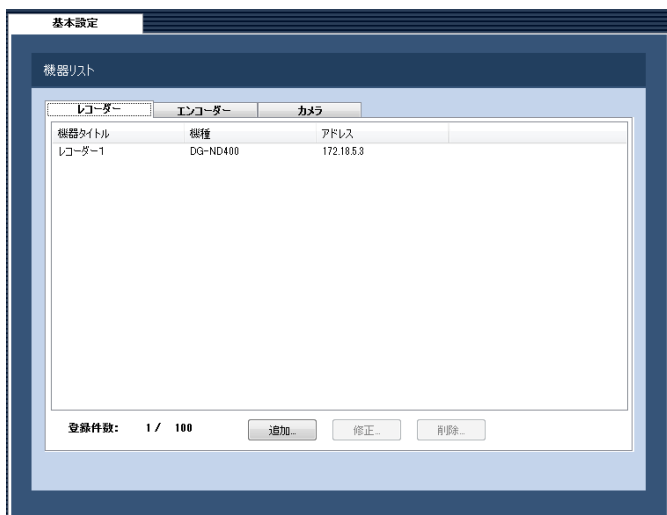 基本設定
機器リスト
レコーダー エンコーダー カメラ
機器タイトル 機種 アドレス
レコーダー1 DG-ND400 172.18.5.3
登録件数: 1 / 100 追加... 修正... 削除...